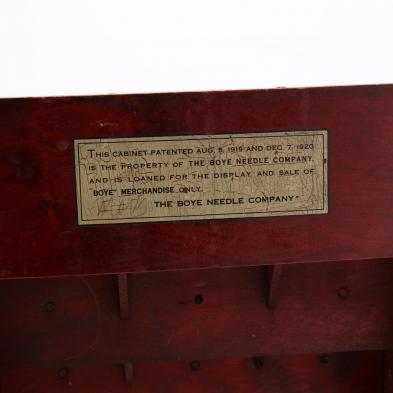 THIS CABINET PATENTED AUG. 5, 1919 AND DEC. 7, 1920
IS THE PROPERTY OF THE BOYE NEEDLE COMPANY,
AND IS LOANED FOR THE DISPLAY AND SALE OF
"BOYE" MERCHANDISE ONLY.
THE BOYE NEEDLE COMPANY